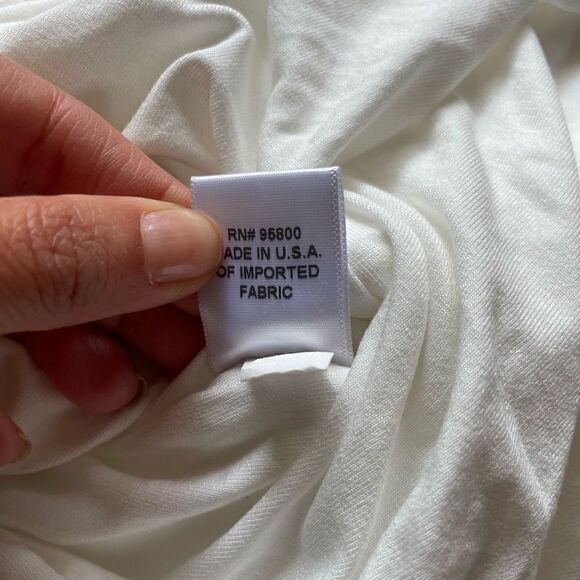 RN# 95800
ADE IN U.S.A.
OF IMPORTED
FABRIC